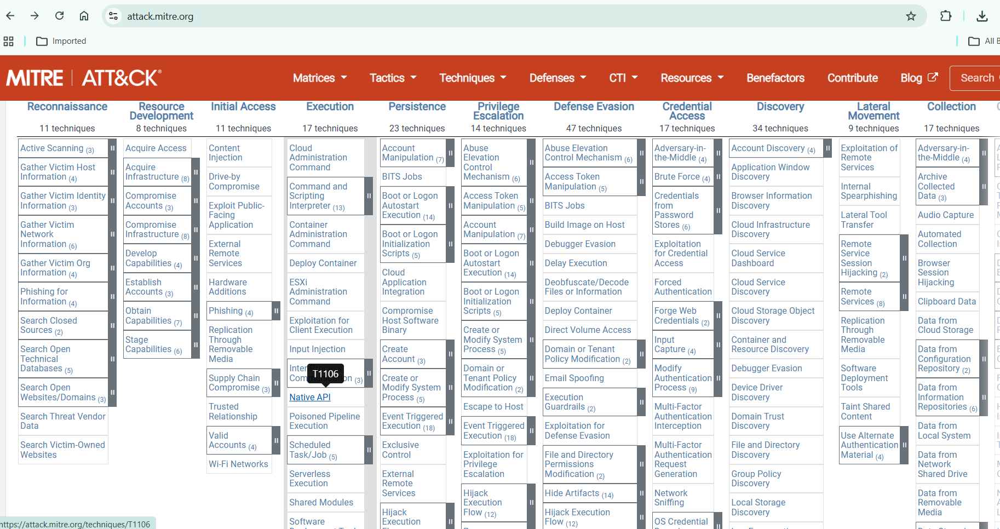 attack.mitre.org
Imported
All B
MITRE | ATT&CK®
Matrices
Tactics
Techniques
Defenses
CTI
Resources
Benefactors
Contribute
Blog
Search
Reconnaissance
11 techniques
Active Scanning (3)
Gather Victim Host
Information (4)
Gather Victim Identity
Information (3)
Gather Victim
Network
Information (6)
Gather Victim Org
Information (4)
Phishing for
Information (4)
Search Closed
Sources (2)
Search Open
Technical
Databases (5)
Search Open
Websites/Domains (3)
Search Threat Vendor
Data
Search Victim-Owned
Websites
Resource
Development
8 techniques
Acquire Access
Acquire
Infrastructure (8)
Compromise
Accounts (3)
Compromise
Infrastructure (8)
Develop
Capabilities (4)
Establish
Accounts (3)
Obtain
Capabilities (7)
Stage
Capabilities (6)
Initial Access
11 techniques
Content
Injection
Drive-by
Compromise
Exploit Public-
Facing
Application
External
Remote
Services
Hardware
Additions
Phishing (4)
Replication
Through
Removable
Media
Supply Chain
Compromise (3)
Trusted
Relationship
Valid
Accounts (4)
Wi-Fi Networks
Execution
17 techniques
Cloud
Administration
Command
Command and
Scripting
Interpreter (13)
Container
Administration
Command
Deploy Container
ESXi
Administration
Command
Exploitation for
Client Execution
Input Injection
T1106
(3)
Native API
Poisoned Pipeline
Execution
Scheduled
Task/Job (5)
Serverless
Execution
Shared Modules
Software
Persistence
23 techniques
Account
Manipulation (7)
BITS Jobs
Boot or Logon
Autostart
Execution (14)
Boot or Logon
Initialization
Scripts (5)
Cloud
Application
Integration
Compromise
Host Software
Binary
Create
Account (3)
Create or
Modify System
Process (5)
Event Triggered
Execution (18)
Exclusive
Control
External
Remote
Services
Hijack
Execution
Privilege
Escalation
14 techniques
Abuse
Elevation
Control
Mechanism (6)
Access Token
Manipulation (5)
Account
Manipulation (7)
Boot or Logon
Autostart
Execution (14)
Boot or Logon
Initialization
Scripts (5)
Create or
Modify System
Process (5)
Domain or
Tenant Policy
Modification (2)
Escape to Host
Event Triggered
Execution (18)
Exploitation for
Privilege
Escalation
Hijack
Execution
Flow (12)
Defense Evasion
47 techniques
Abuse Elevation
Control Mechanism (6)
Access Token
Manipulation (5)
BITS Jobs
Build Image on Host
Debugger Evasion
Delay Execution
Deobfuscate/Decode
Files or Information
Deploy Container
Direct Volume Access
Domain or Tenant
Policy Modification (2)
Email Spoofing
Execution
Guardrails (2)
Exploitation for
Defense Evasion
File and Directory
Permissions
Modification (2)
Hide Artifacts (14)
Hijack Execution
Flow (12)
Credential
Access
17 techniques
Adversary-in-
the-Middle (4)
Brute Force (4)
Credentials
from
Password
Stores (6)
Exploitation
for Credential
Access
Forced
Authentication
Forge Web
Credentials (2)
Input
Capture (4)
Modify
Authentication
Process (9)
Multi-Factor
Authentication
Interception
Multi-Factor
Authentication
Request
Generation
Network
Sniffing
OS Credential
Discovery
34 techniques
Account Discovery (4)
Application Window
Discovery
Browser Information
Discovery
Cloud Infrastructure
Discovery
Cloud Service
Dashboard
Cloud Service
Discovery
Cloud Storage Object
Discovery
Container and
Resource Discovery
Debugger Evasion
Device Driver
Discovery
Domain Trust
Discovery
File and Directory
Discovery
Group Policy
Discovery
Local Storage
Discovery
Lateral
Movement
9 techniques
Exploitation of
Remote
Services
Internal
Spearphishing
Lateral Tool
Transfer
Remote
Service
Session
Hijacking (2)
Remote
Services (8)
Replication
Through
Removable
Media
Software
Deployment
Tools
Taint Shared
Content
Use Alternate
Authentication
Material (4)
Collection
17 techniques
Adversary-in-
the-Middle (4)
Archive
Collected
Data (3)
Audio Capture
Automated
Collection
Browser
Session
Hijacking
Clipboard Data
Data from
Cloud Storage
Data from
Configuration
Repository (2)
Data from
Information
Repositories (6)
Data from
Local System
Data from
Network
Shared Drive
Data from
Removable
Media
https://attack.mitre.org/techniques/T1106